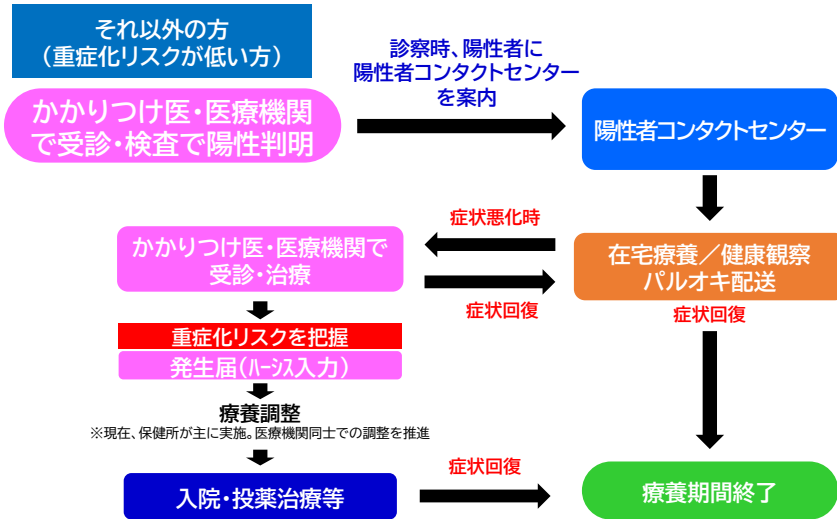 それ以外の方
（重症化リスクが低い方）
診察時、陽性者に
陽性者コンタクトセンター
を案内
かかりつけ医・医療機関
で受診・検査で陽性判明
陽性者コンタクトセンター
症状悪化時
かかりつけ医・医療機関で
受診・治療
在宅療養／健康観察
パルオキ配送
症状回復
症状回復
重症化リスクを把握
発生届(ﾊｰｼｽ入力)
療養調整
※現在、保健所が主に実施。医療機関同士での調整を推進
症状回復
入院・投薬治療等
療養期間終了